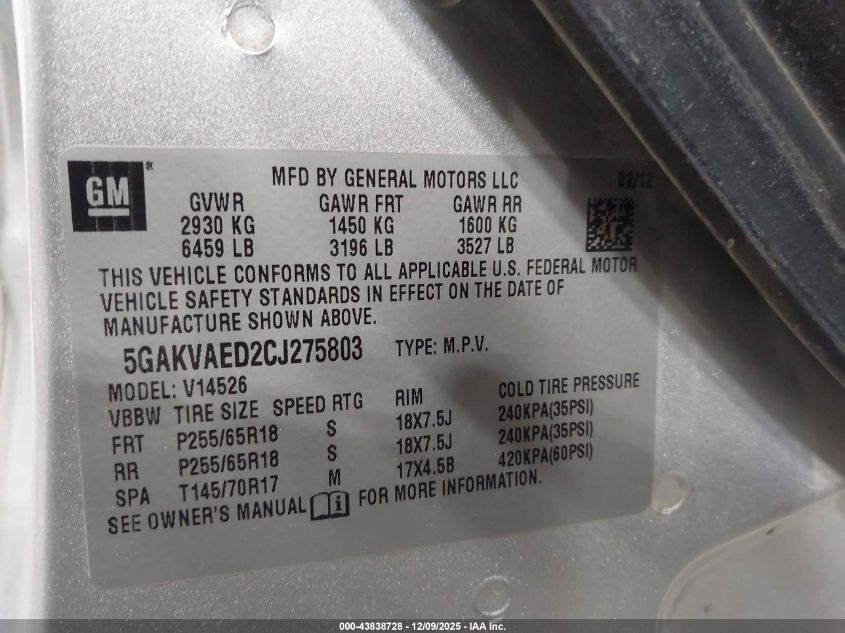 GM®
MFD BY GENERAL MOTORS LLC 02/12
GVWR GAWR FRT GAWR RR
2930 KG 1450 KG 1600 KG
6459 LB 3196 LB 3527 LB
THIS VEHICLE CONFORMS TO ALL APPLICABLE U.S. FEDERAL MOTOR
VEHICLE SAFETY STANDARDS IN EFFECT ON THE DATE OF
MANUFACTURE SHOWN ABOVE.
5GAKVAED2CJ275803 TYPE: M.P.V.
MODEL: V14526
VBBW TIRE SIZE SPEED RTG RIM COLD TIRE PRESSURE
FRT P255/65R18 S 18X7.5J 240KPA(35PSI)
RR P255/65R18 S 18X7.5J 240KPA(35PSI)
SPA T145/70R17 M 17X4.5B 420KPA(60PSI)
SEE OWNER'S MANUAL i FOR MORE INFORMATION.
000-43838728 - 12/09/2025 - IAA Inc.